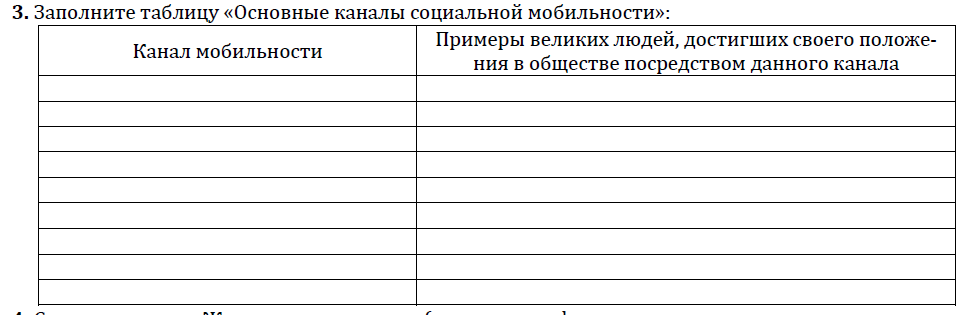 3. Заполните таблицу «Основные каналы социальной мобильности»:
Канал мобильности
Примеры великих людей, достигших своего положе-
ния в обществе посредством данного канала